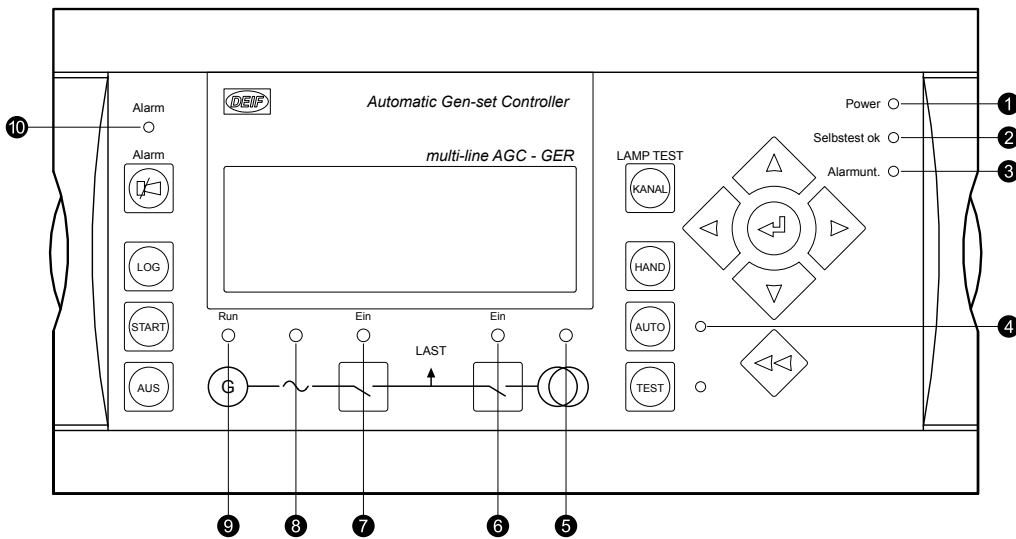 DEIF
Automatic Gen-set Controller
multi-line AGC - GER
Alarm
10
Alarm
LOG
START
AUS
LAMP TEST
KANAL
HAND
AUTO
TEST
Power
1
Selbstest ok
2
Alarmunt.
3
4
Run
Ein
LAST
Ein
G
9
8
7
6
5